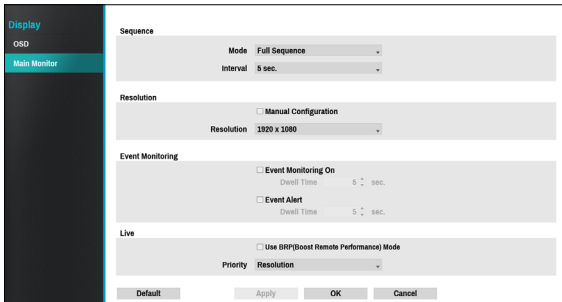 Display
OSD
Main Monitor
Sequence
Mode Full Sequence
Interval 5 sec.
Resolution
Manual Configuration
Resolution 1920 x 1080
Event Monitoring
Event Monitoring On
Dwell Time 5 sec.
Event Alert
Dwell Time 5 sec.
Live
Use BRP(Boost Remote Performance) Mode
Priority Resolution
Default Apply OK Cancel